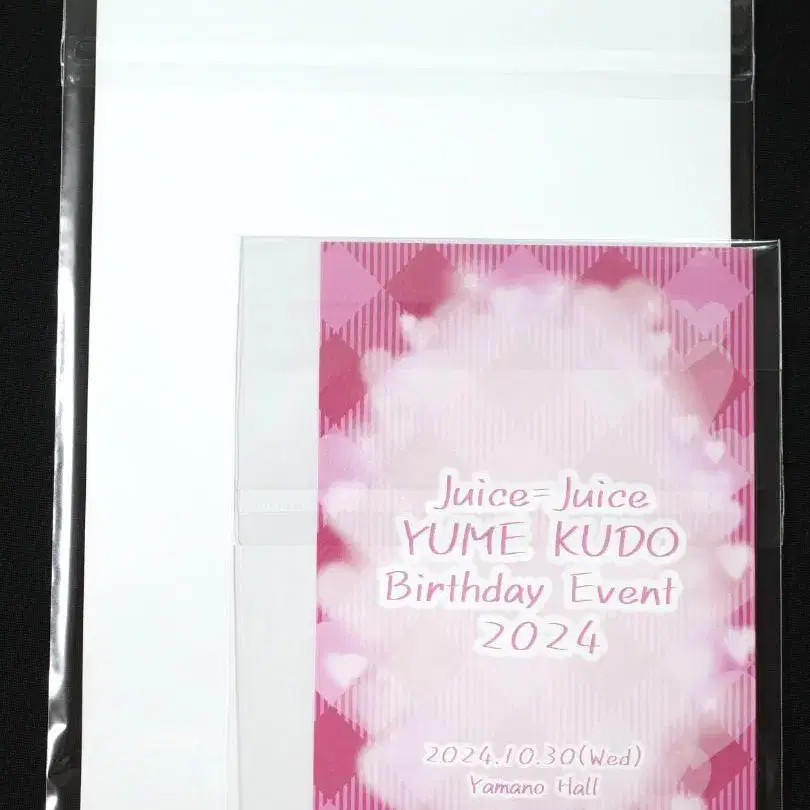 Juice=Juice
YUME KUDO
Birthday Event
2024
2024.10.30(Wed)
Yamano Hall